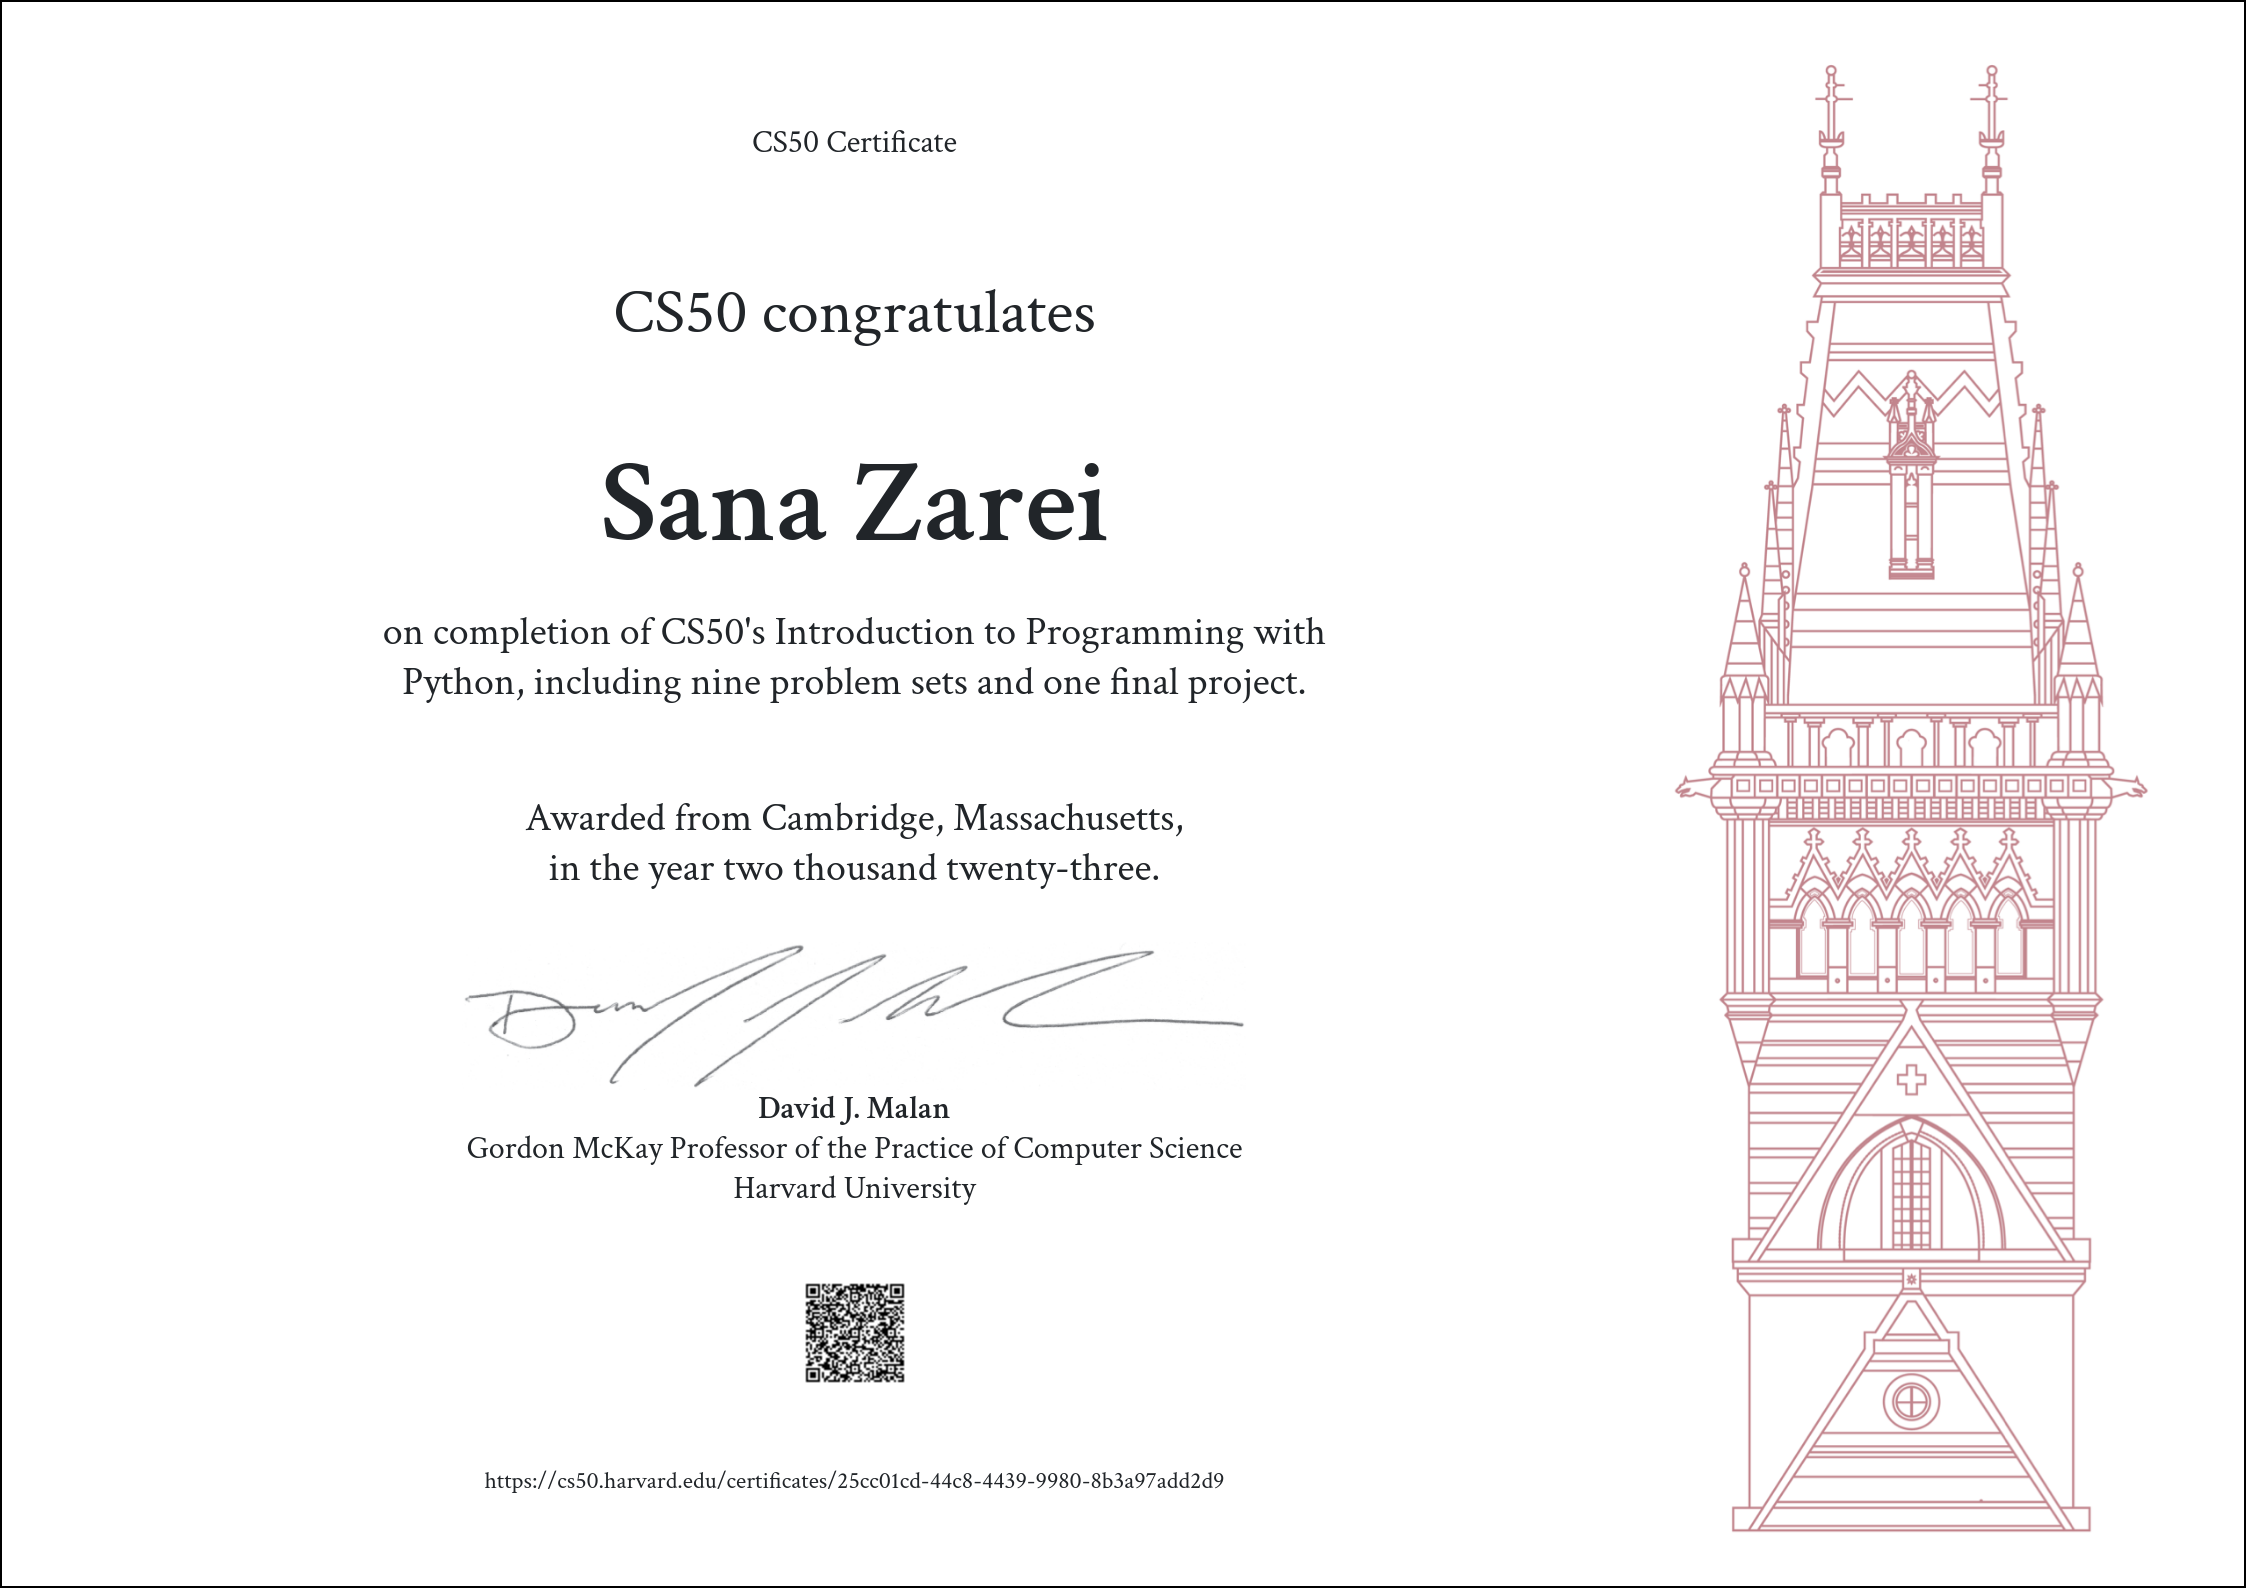 CS50 Certificate
CS50 congratulates
Sana Zarei
on completion of CS50's Introduction to Programming with
Python, including nine problem sets and one final project.
Awarded from Cambridge, Massachusetts,
in the year two thousand twenty-three.
David J. Malan
Gordon McKay Professor of the Practice of Computer Science
Harvard University
https://cs50.harvard.edu/certificates/25cc01cd-44c8-4439-9980-8b3a97add2d9